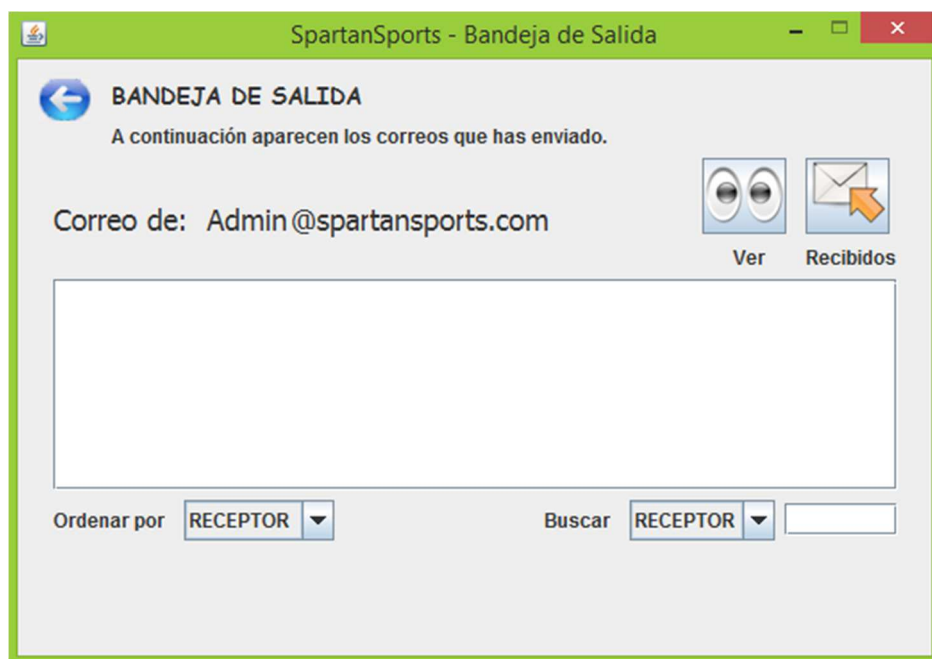 SpartanSports - Bandeja de Salida
BANDEJA DE SALIDA
A continuación aparecen los correos que has enviado.
Correo de: Admin@spartansports.com
Ver Recibidos
Ordenar por RECEPTOR Buscar RECEPTOR